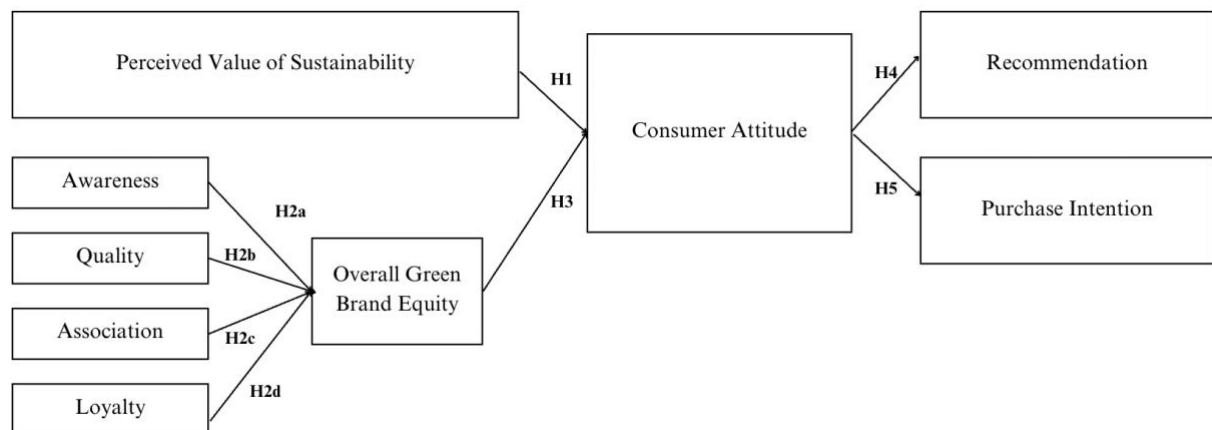 Perceived Value of Sustainability
H1
Consumer Attitude
H4
Recommendation
Awareness
H2a
H3
H5
Purchase Intention
Quality
H2b
Overall Green
Brand Equity
Association
H2c
Loyalty
H2d